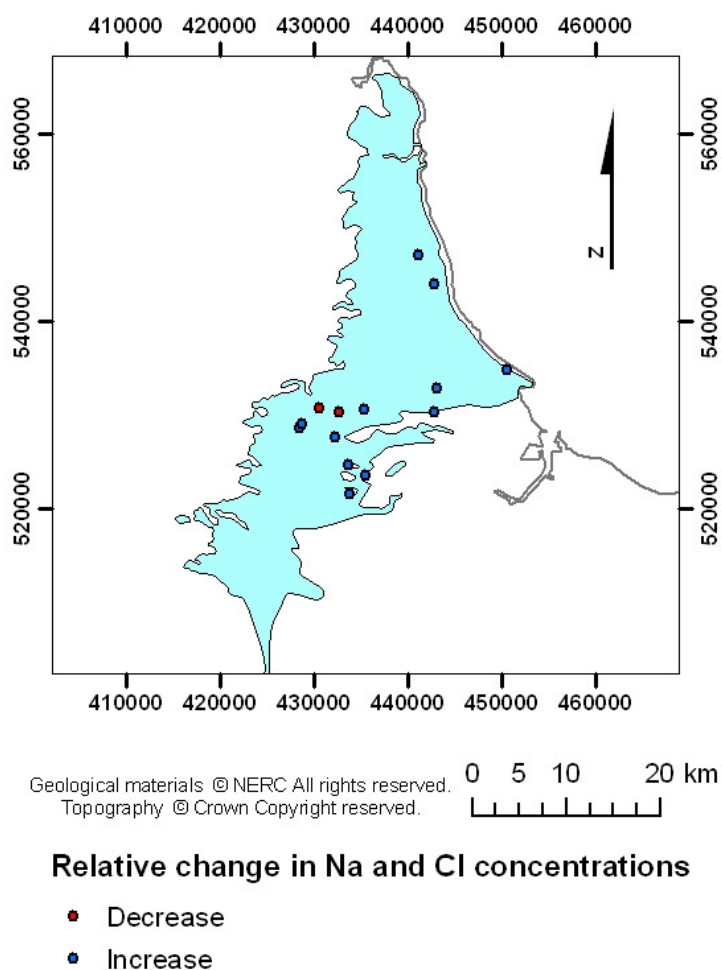 410000 420000 430000 440000 450000 460000
560000 560000
N
540000 540000
520000 520000
410000 420000 430000 440000 450000 460000
0 5 10 20 km
Geological materials © NERC All rights reserved.
Topography © Crown Copyright reserved.
Relative change in Na and Cl concentrations
Decrease
Increase